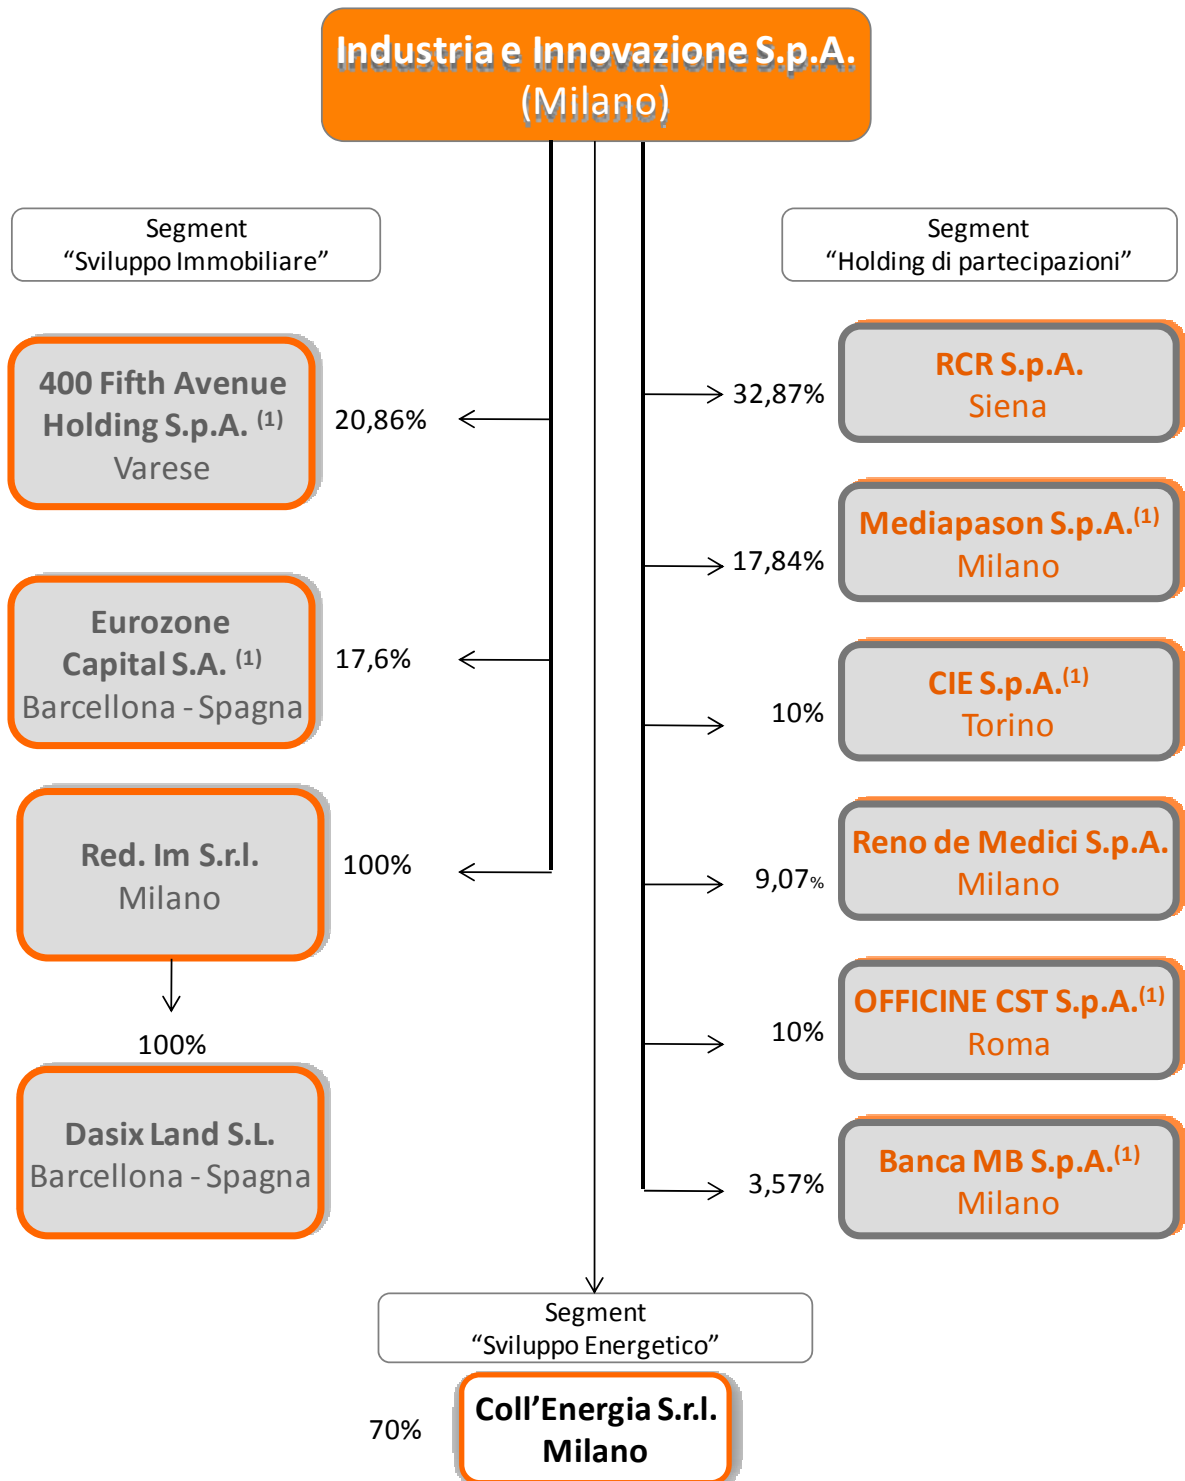 Industria e Innovazione S.p.A.
(Milano)
Segment
“Sviluppo Immobiliare”
400 Fifth Avenue
Holding S.p.A. (1)
Varese
20,86%
Eurozone
Capital S.A. (1)
Barcellona - Spagna
17,6%
Red. Im S.r.l.
Milano
100%
100%
Dasix Land S.L.
Barcellona - Spagna
Segment
“Holding di partecipazioni”
32,87%
RCR S.p.A.
Siena
17,84%
Mediapason S.p.A.(1)
Milano
10%
CIE S.p.A.(1)
Torino
9,07%
Reno de Medici S.p.A.
Milano
10%
OFFICINE CST S.p.A.(1)
Roma
3,57%
Banca MB S.p.A.(1)
Milano
Segment
“Sviluppo Energetico”
70%
Coll’Energia S.r.l.
Milano